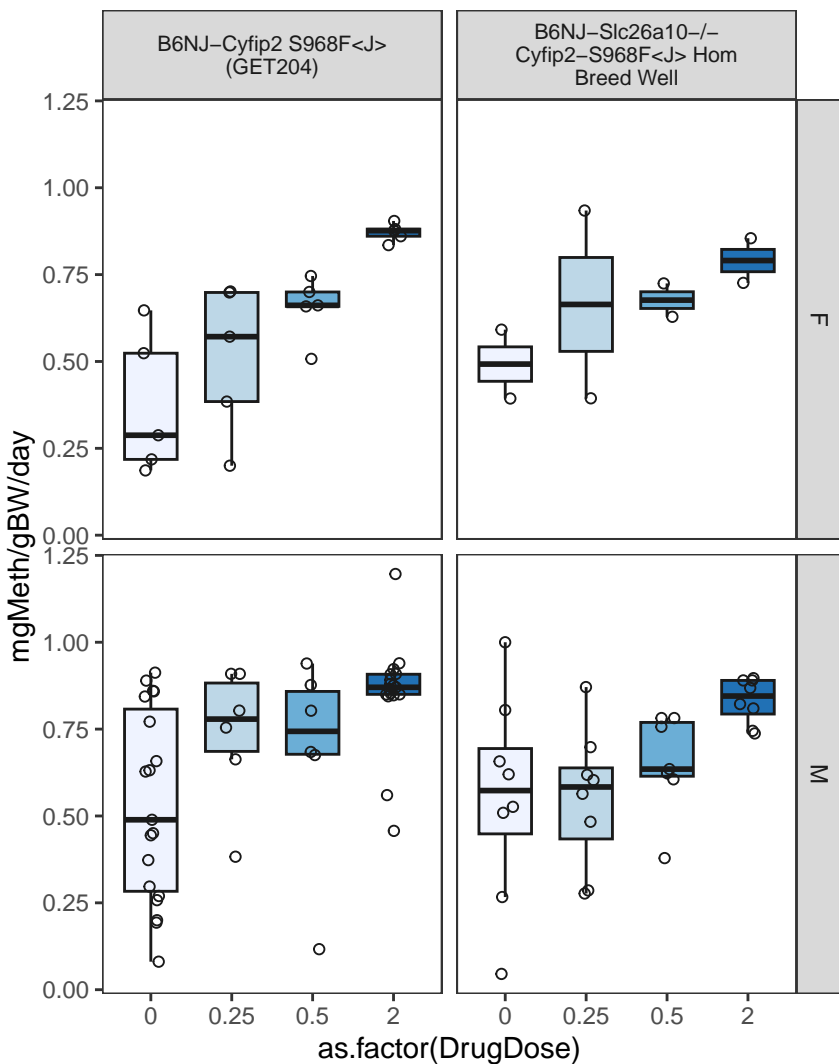 B6NJ−Cyfip2 S968F<J>
(GET204)
B6NJ−Slc26a10−/−
Cyfip2−S968F<J> Hom
Breed Well
1.25
1.00
0.75
0.50
0.25
0.00
F
1.25
1.00
0.75
0.50
0.25
0.00
M
mgMeth/gBW/day
0 0.25 0.5 2
0 0.25 0.5 2
as.factor(DrugDose)